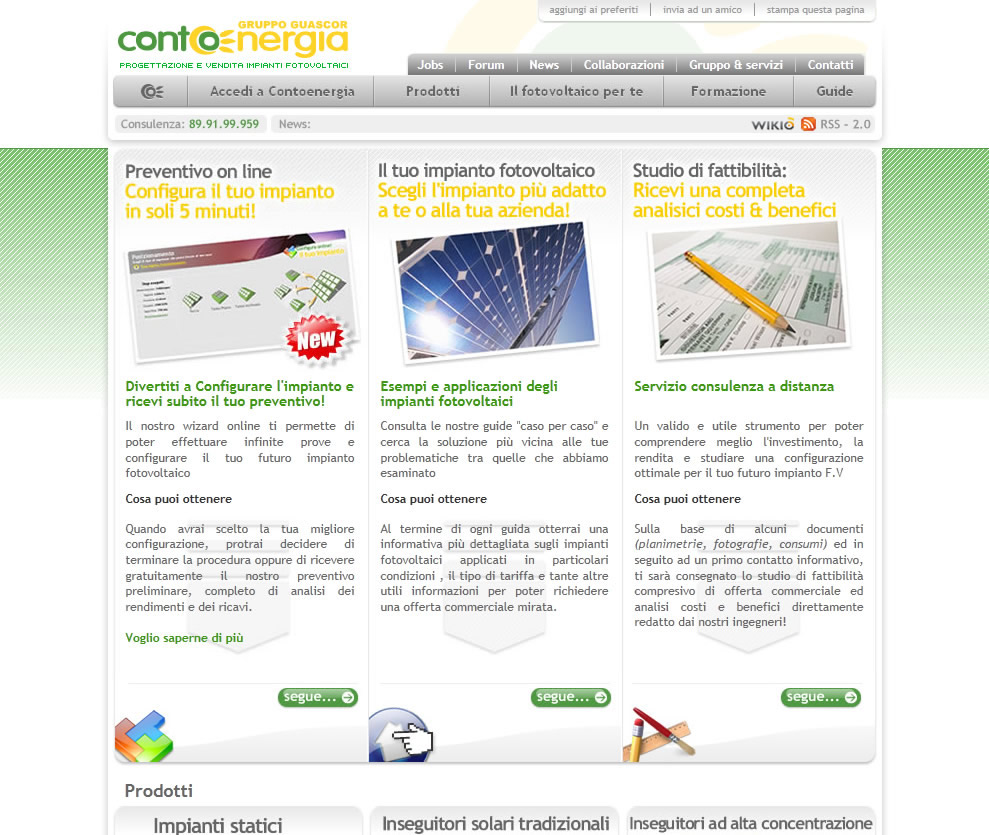 aggiungi ai preferiti
invia ad un amico
stampa questa pagina
GRUPPO GUASCOR
contoenergia
PROGETTAZIONE E VENDITA IMPIANTI FOTOVOLTAICI
Jobs
Forum
News
Collaborazioni
Gruppo & servizi
Contatti
Accedi a Contoenergia
Prodotti
Il fotovoltaico per te
Formazione
Guide
Consulenza: 89.91.99.959
News:
WIKIO
RSS - 2.0
Preventivo on line
Configura il tuo impianto
in soli 5 minuti!
New
Divertiti a Configurare l'impianto e
ricevi subito il tuo preventivo!
Il nostro wizard online ti permette di
poter effettuare infinite prove e
configurare il tuo futuro impianto
fotovoltaico
Cosa puoi ottenere
Quando avrai scelto la tua migliore
configurazione, protrai decidere di
terminare la procedura oppure di ricevere
gratuitamente il nostro preventivo
preliminare, completo di analisi dei
rendimenti e dei ricavi.
Voglio saperne di più
segue...
Il tuo impianto fotovoltaico
Scegli l'impianto più adatto
a te o alla tua azienda!
Esempi e applicazioni degli
impianti fotovoltaici
Consulta le nostre guide "caso per caso" e
cerca la soluzione più vicina alle tue
problematiche tra quelle che abbiamo
esaminato
Cosa puoi ottenere
Al termine di ogni guida otterrai una
informativa più dettagliata sugli impianti
fotovoltaici applicati in particolari
condizioni , il tipo di tariffa e tante altre
utili informazioni per poter richiedere
una offerta commerciale mirata.
segue...
Studio di fattibilità:
Ricevi una completa
analisici costi & benefici
Servizio consulenza a distanza
Un valido e utile strumento per poter
comprendere meglio l'investimento, la
rendita e studiare una configurazione
ottimale per il tuo futuro impianto F.V
Cosa puoi ottenere
Sulla base di alcuni documenti
(planimetrie, fotografie, consumi) ed in
seguito ad un primo contatto informativo,
ti sarà consegnato lo studio di fattibilità
compresivo di offerta commerciale ed
analisi costi e benefici direttamente
redatto dai nostri ingegneri!
segue...
Prodotti
Impianti statici
Inseguitori solari tradizionali
Inseguitori ad alta concentrazione